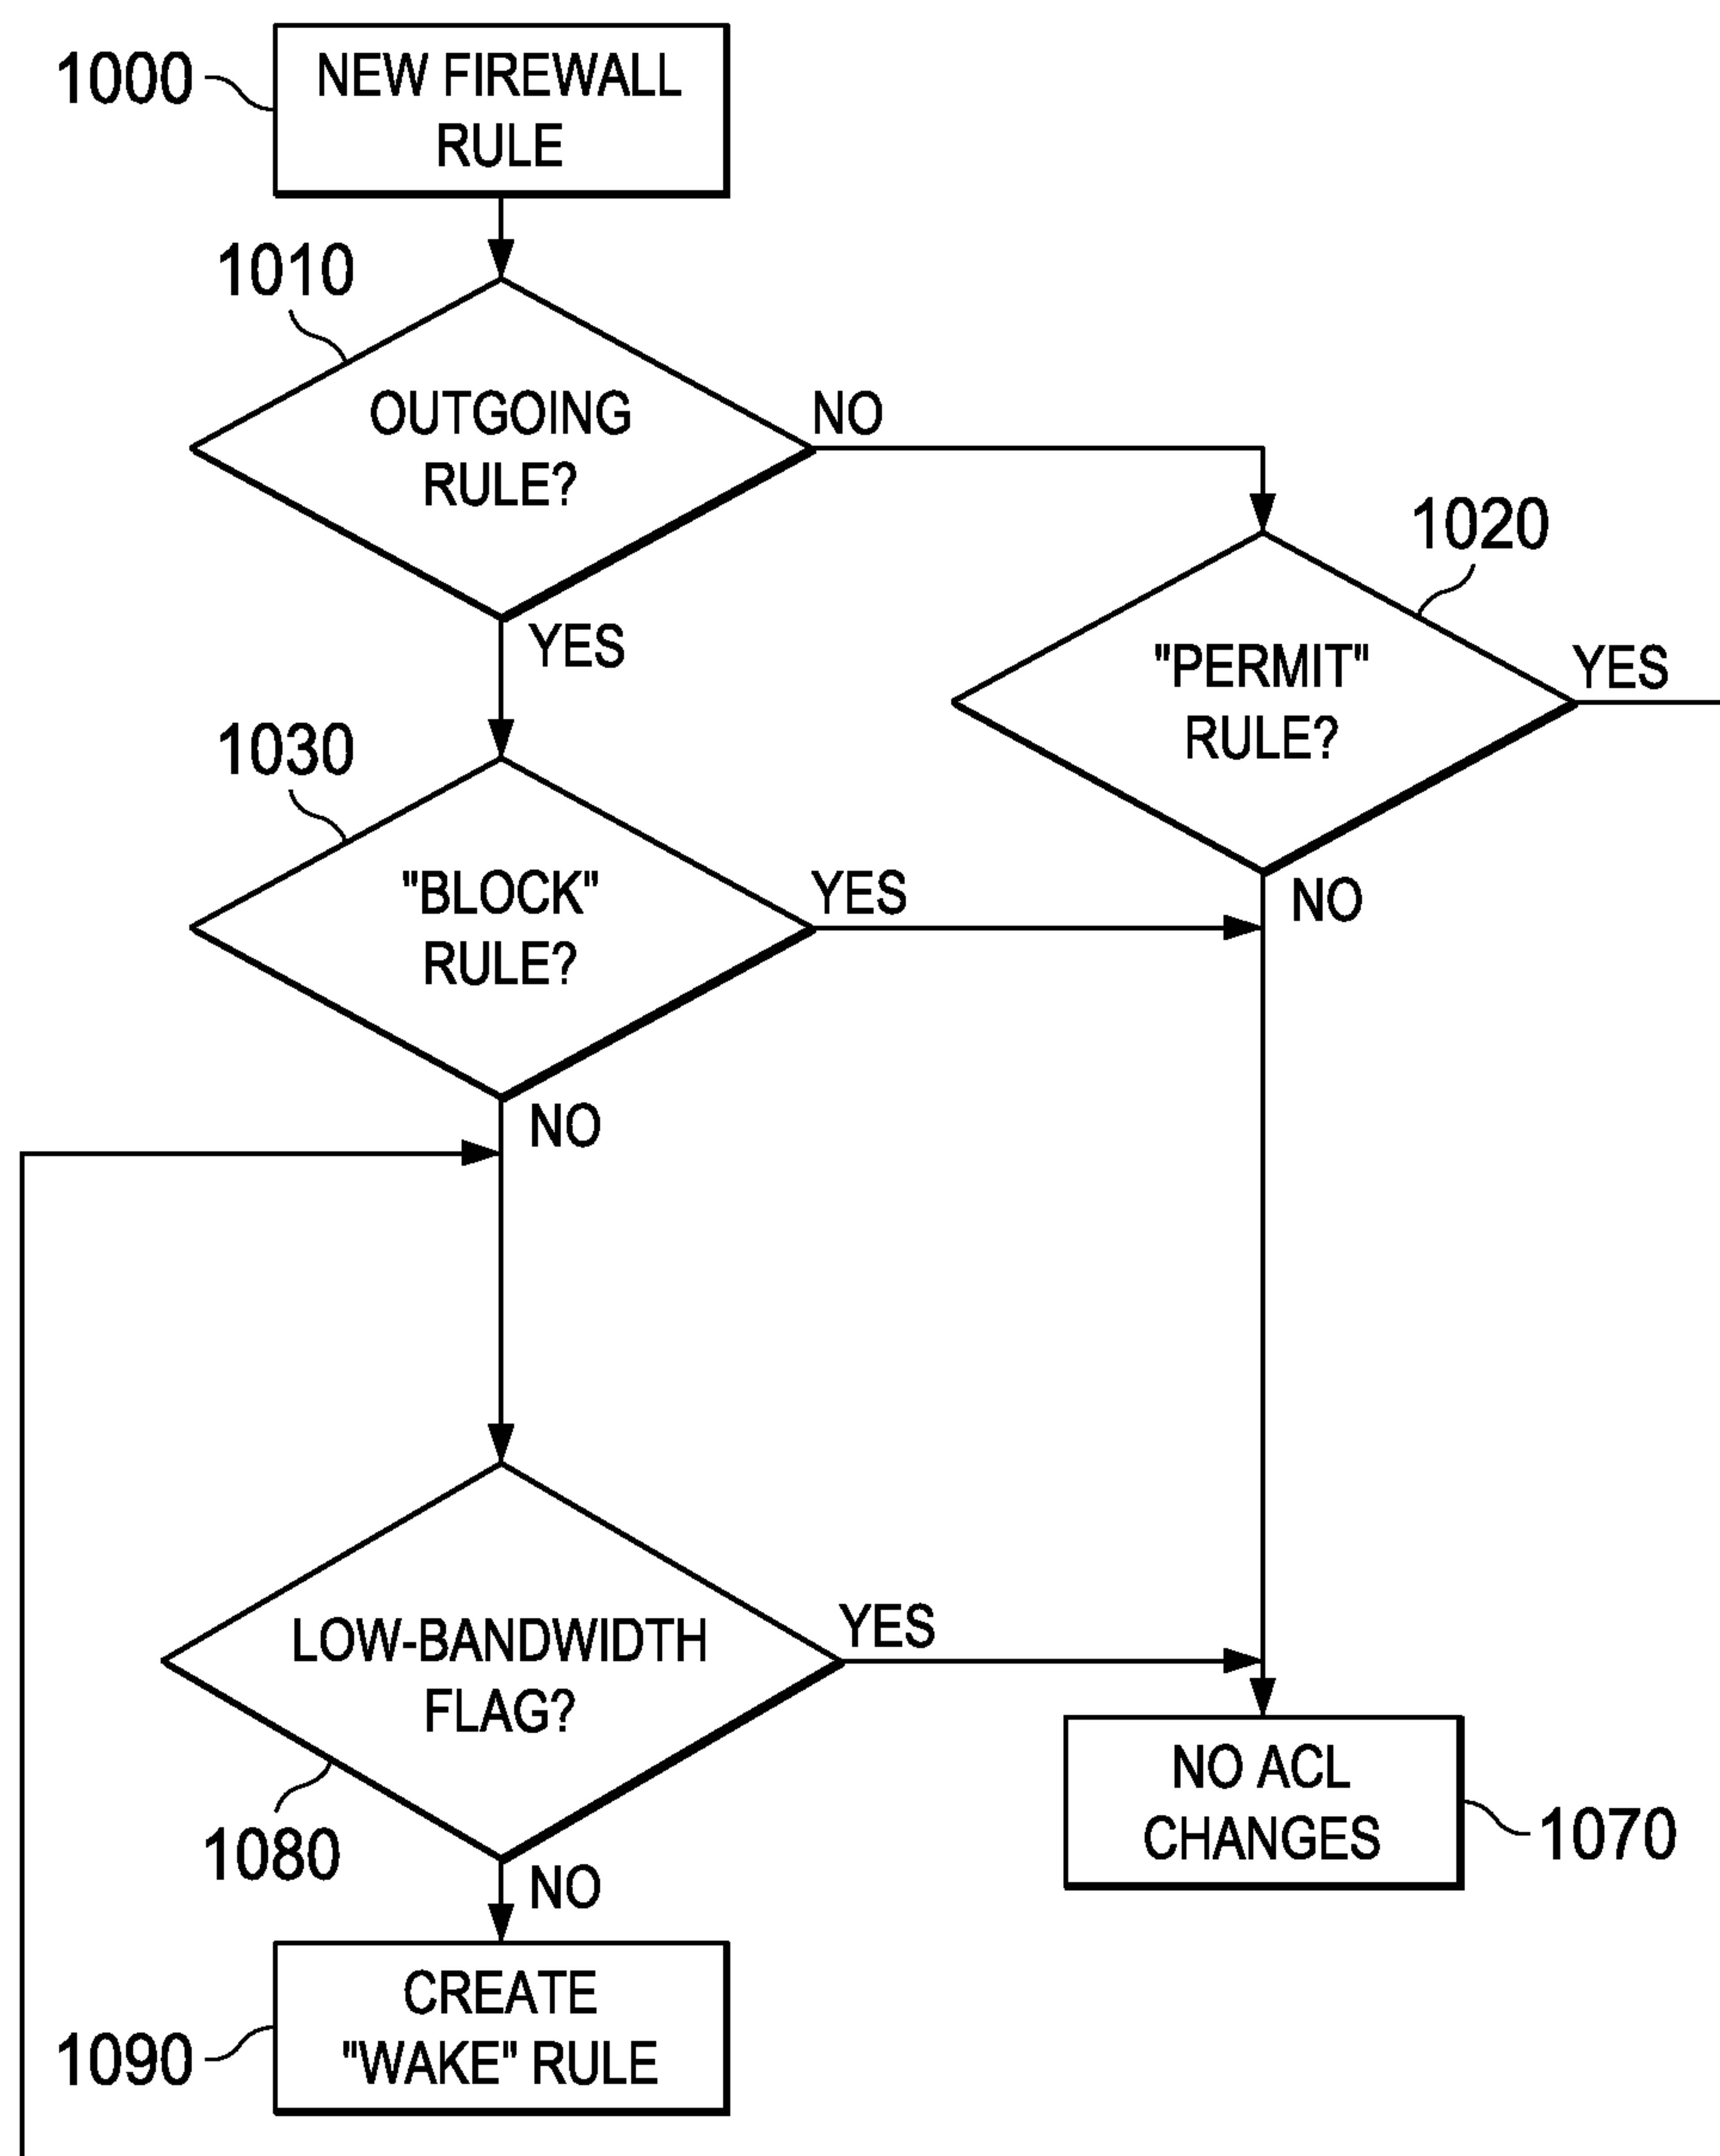 1000
NEW FIREWALL
RULE
1010
OUTGOING
RULE?
NO
YES
1020
"PERMIT"
RULE?
YES
NO
1030
"BLOCK"
RULE?
YES
NO
LOW-BANDWIDTH
FLAG?
YES
1080
NO
NO ACL
CHANGES
1070
CREATE
"WAKE" RULE
1090